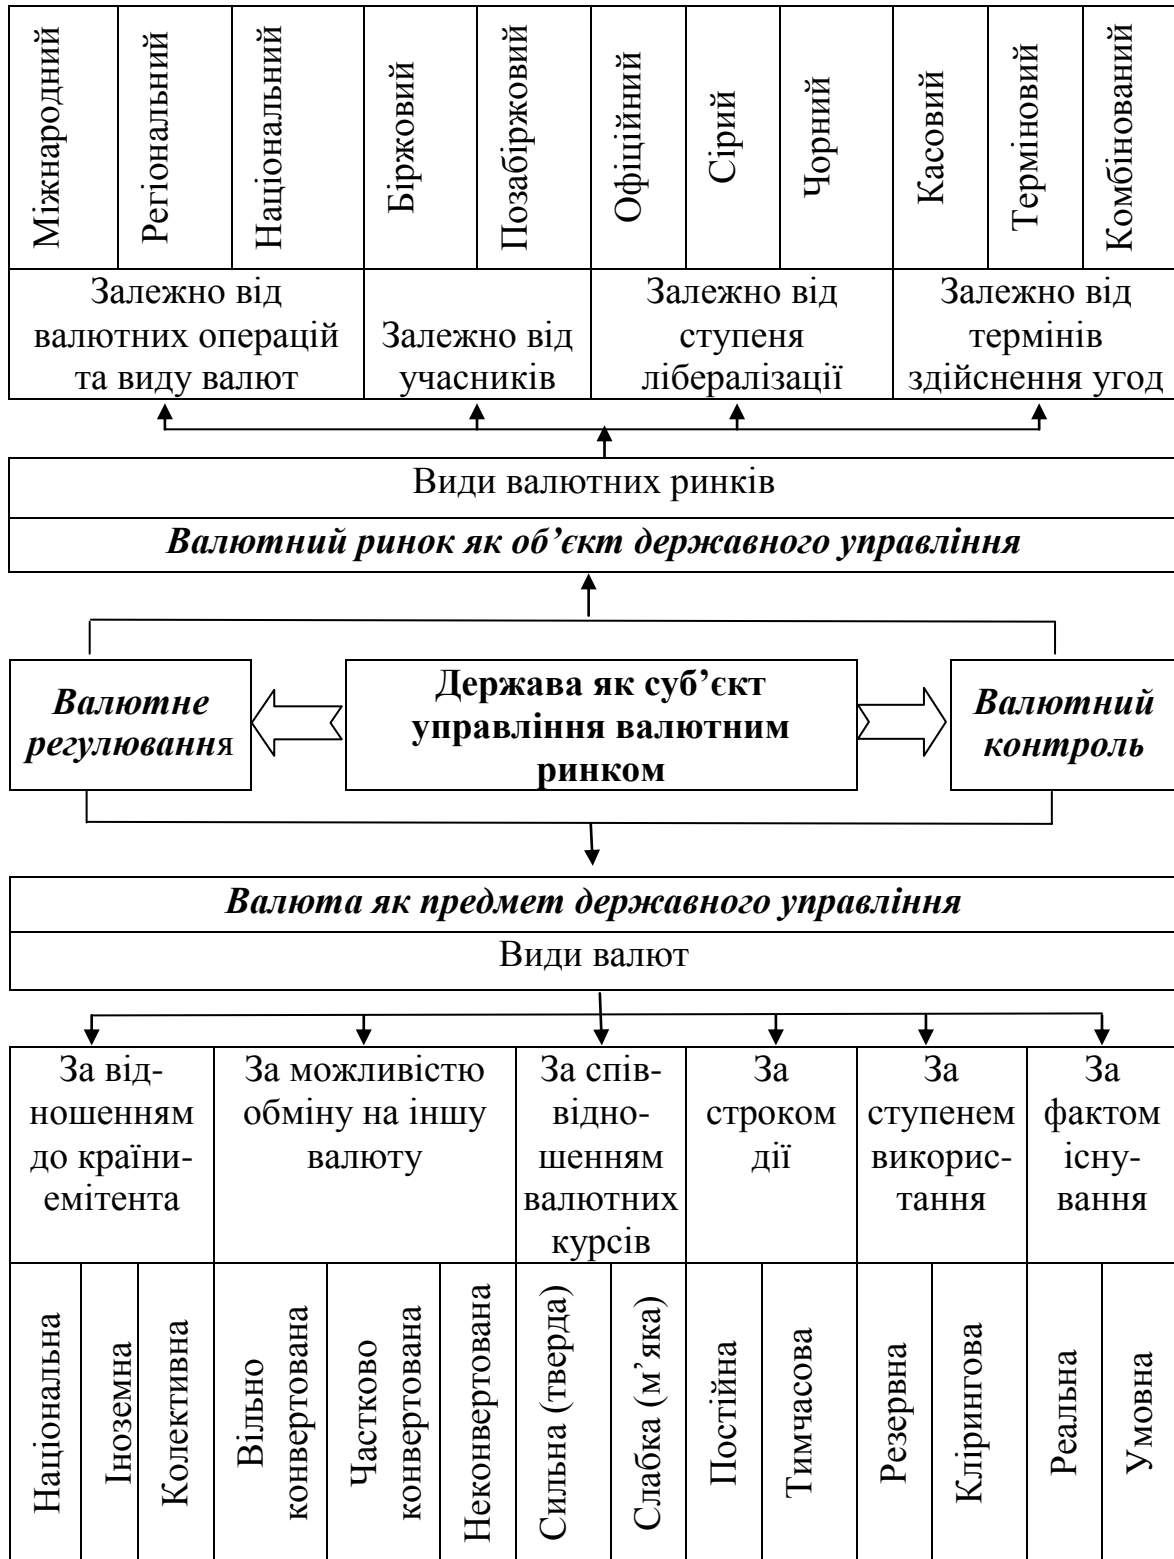 Міжнародний
Регіональний
Національний
Біржовий
Позабіржовий
Офіційний
Сірий
Чорний
Касовий
Терміновий
Комбінований
Залежно від
валютних операцій
та виду валют
Залежно від
учасників
Залежно від
ступеня
лібералізації
Залежно від
термінів
здійснення угод
Види валютних ринків
Валютний ринок як об’єкт державного управління
Валютне
регулювання
Держава як суб’єкт
управління валютним
ринком
Валютний
контроль
Валюта як предмет державного управління
Види валют
За від-
ношенням
до країни-
емітента
За можливістю
обміну на іншу
валюту
За спів-
відно-
шенням
валютних
курсів
За
строком
дії
За
ступенем
викорис-
тання
За
фактом
існу-
вання
Національна
Іноземна
Колективна
Вільно
конвертована
Частково
конвертована
Неконвертована
Сильна (тверда)
Слабка (м’яка)
Постійна
Тимчасова
Резервна
Клірингова
Реальна
Умовна